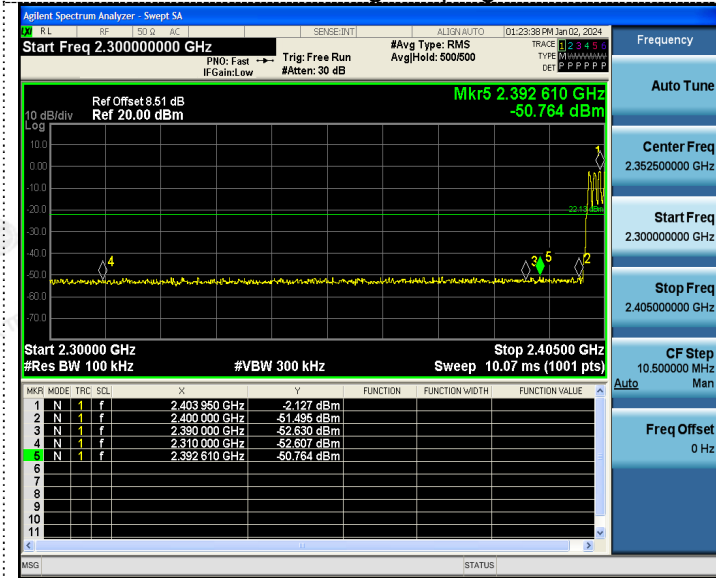 Agilent Spectrum Analyzer - Swept SA
RL RF 50 Ω AC SENSE:INT ALIGN AUTO 01:23:38 PM Jan 02, 2024
Start Freq 2.300000000 GHz
PNO: Fast
IFGain:Low
Trig: Free Run
#Atten: 30 dB
#Avg Type: RMS
Avg|Hold: 500/500
TRACE 1 2 3 4 5 6
TYPE M
DET P P P P P P
Ref Offset 8.51 dB
10 dB/div Ref 20.00 dBm
Log
Mkr5 2.392 610 GHz
-50.764 dBm
10.0
0.00
-10.0
-20.0
-30.0
-40.0
-50.0
-60.0
-70.0
1
22.13 dBm
4
3
5
2
Start 2.30000 GHz Stop 2.40500 GHz
#Res BW 100 kHz #VBW 300 kHz Sweep 10.07 ms (1001 pts)
MKR MODE TRC SCL X Y FUNCTION FUNCTION WIDTH FUNCTION VALUE
1 N 1 f 2.403 950 GHz -2.127 dBm
2 N 1 f 2.400 000 GHz -51.495 dBm
3 N 1 f 2.390 000 GHz -52.630 dBm
4 N 1 f 2.310 000 GHz -52.607 dBm
5 N 1 f 2.392 610 GHz -50.764 dBm
6
7
8
9
10
11
MSG STATUS
Frequency
Auto Tune
Center Freq
2.352500000 GHz
Start Freq
2.300000000 GHz
Stop Freq
2.405000000 GHz
CF Step
10.500000 MHz
Auto Man
Freq Offset
0 Hz